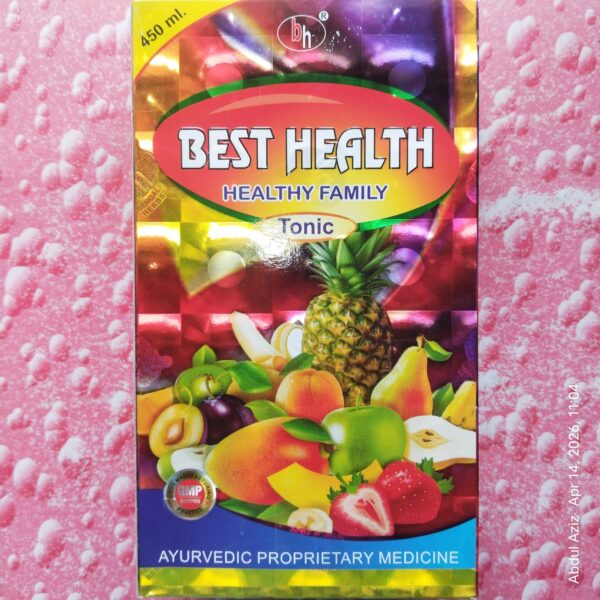 450 ml.
bh ®
BEST HEALTH
HEALTHY FAMILY
Tonic
GMP
CERTIFIED
AYURVEDIC PROPRIETARY MEDICINE
Abdul Aziz Apr 14, 2026, 11:04